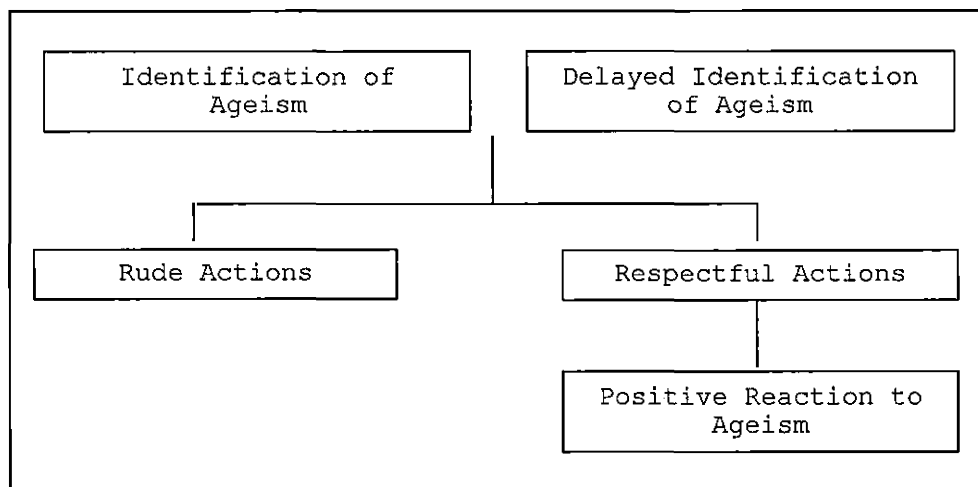 Identification of
Ageism
Delayed Identification
of Ageism
Rude Actions
Respectful Actions
Positive Reaction to
Ageism